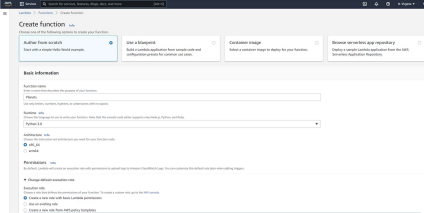 aws
Services
Search for services, features, blogs, docs, and more
[Alt+S]
N. Virginia
Lambda > Functions > Create function
Create function Info
Choose one of the following options to create your function.
Author from scratch
Start with a simple Hello World example.
Use a blueprint
Build a Lambda application from sample code and
configuration presets for common use cases.
Container image
Select a container image to deploy for your function.
Browse serverless app repository
Deploy a sample Lambda application from the AWS
Serverless Application Repository.
Basic information
Function name
Enter a name that describes the purpose of your function.
Use only letters, numbers, hyphens, or underscores with no spaces.
Runtime Info
Choose the language to use to write your function. Note that the console code editor supports only Node.js, Python, and Ruby.
Architecture Info
Choose the instruction set architecture you want for your function code.
x86_64
arm64
Permissions Info
By default, Lambda will create an execution role with permissions to upload logs to Amazon CloudWatch Logs. You can customize this default role later when adding triggers.
Change default execution role
Execution role
Choose a role that defines the permissions of your function. To create a custom role, go to the IAM console.
Create a new role with basic Lambda permissions
Use an existing role
Create a new role from AWS policy templates